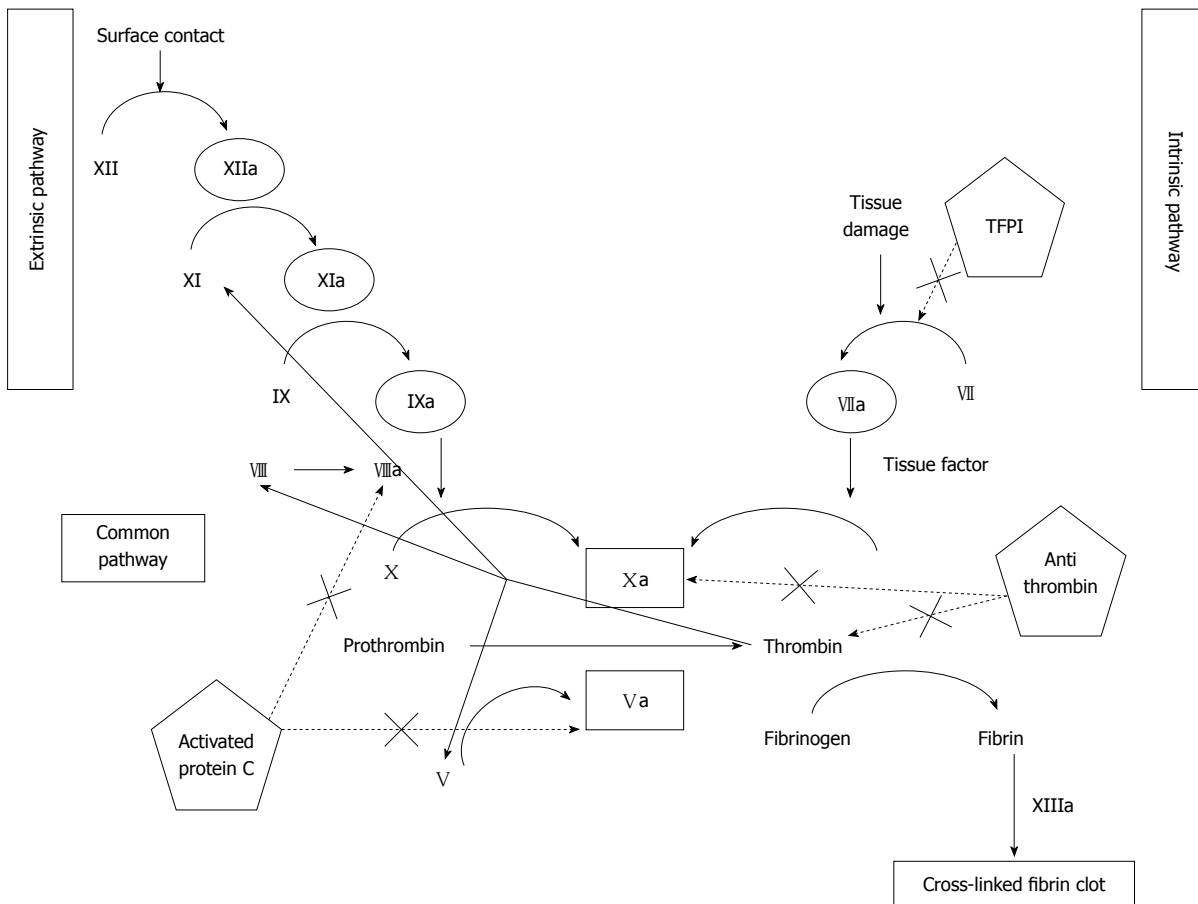 Surface contact
Extrinsic pathway
Intrinsic pathway
XII
XIIa
TFPI
Tissue
damage
XI
XIa
IX
IXa
Ⅶa
Ⅶ
Tissue factor
Ⅷ
Ⅷa
Common
pathway
Ⅹ
Ⅹa
Anti
thrombin
Prothrombin
Thrombin
Ⅴa
Activated
protein C
Ⅴ
Fibrinogen
Fibrin
XIIIa
Cross-linked fibrin clot